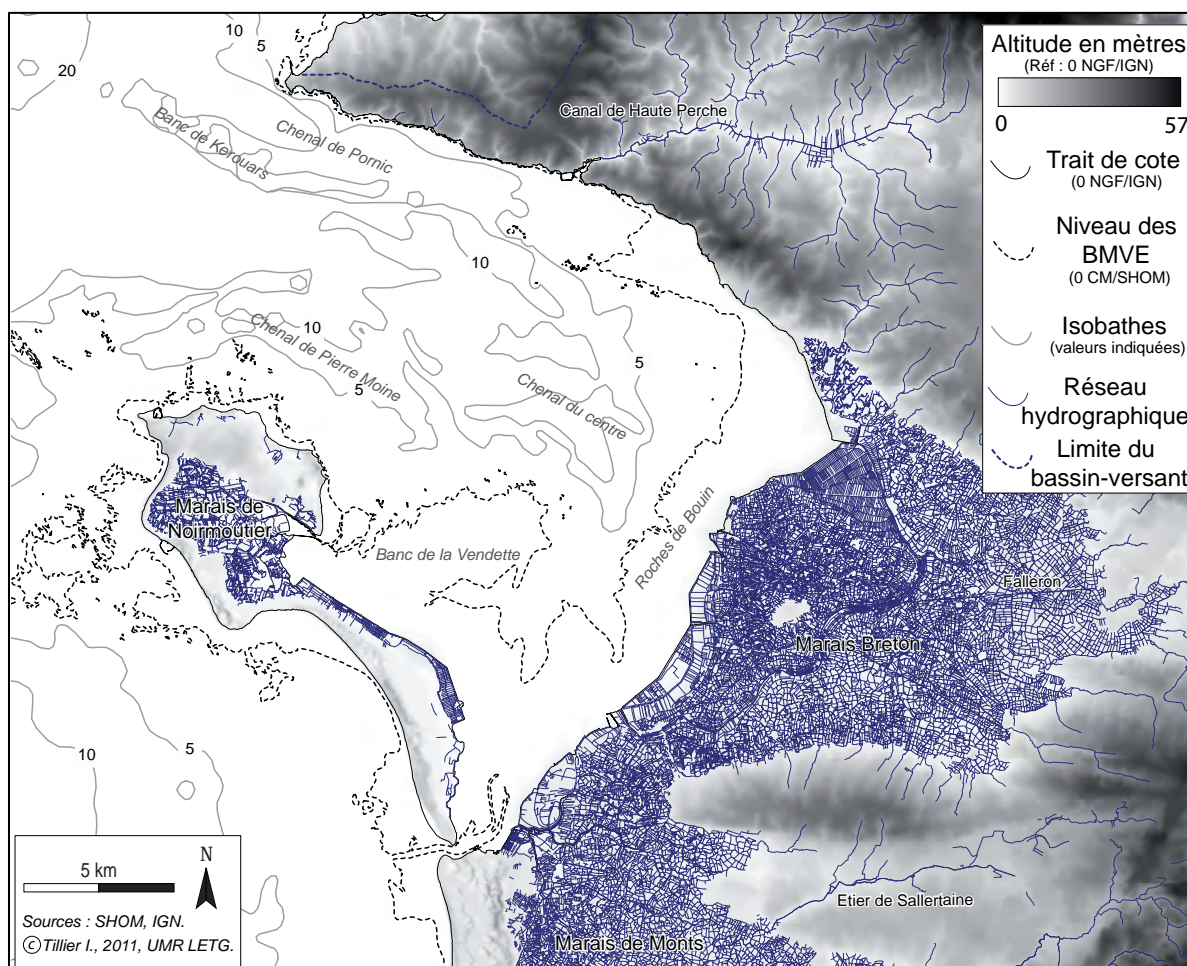 10
5
20
Banc de Kerouars
Chenal de Pornic
Canal de Haute Perche
10
Chenal de Pierre Moine
10
5
5
Chenal du centre
Marais de
Noirmoutier
Banc de la Vendette
Roches de Bouin
Falleron
Marais Breton
10
5
Etier de Sallertaine
Marais de Monts
Altitude en mètres
(Réf : 0 NGF/IGN)
0
57
Trait de cote
(0 NGF/IGN)
Niveau des
BMVE
(0 CM/SHOM)
Isobathes
(valeurs indiquées)
Réseau
hydrographique
Limite du
bassin-versant
5 km
N
Sources : SHOM, IGN.
©Tillier I., 2011, UMR LETG.